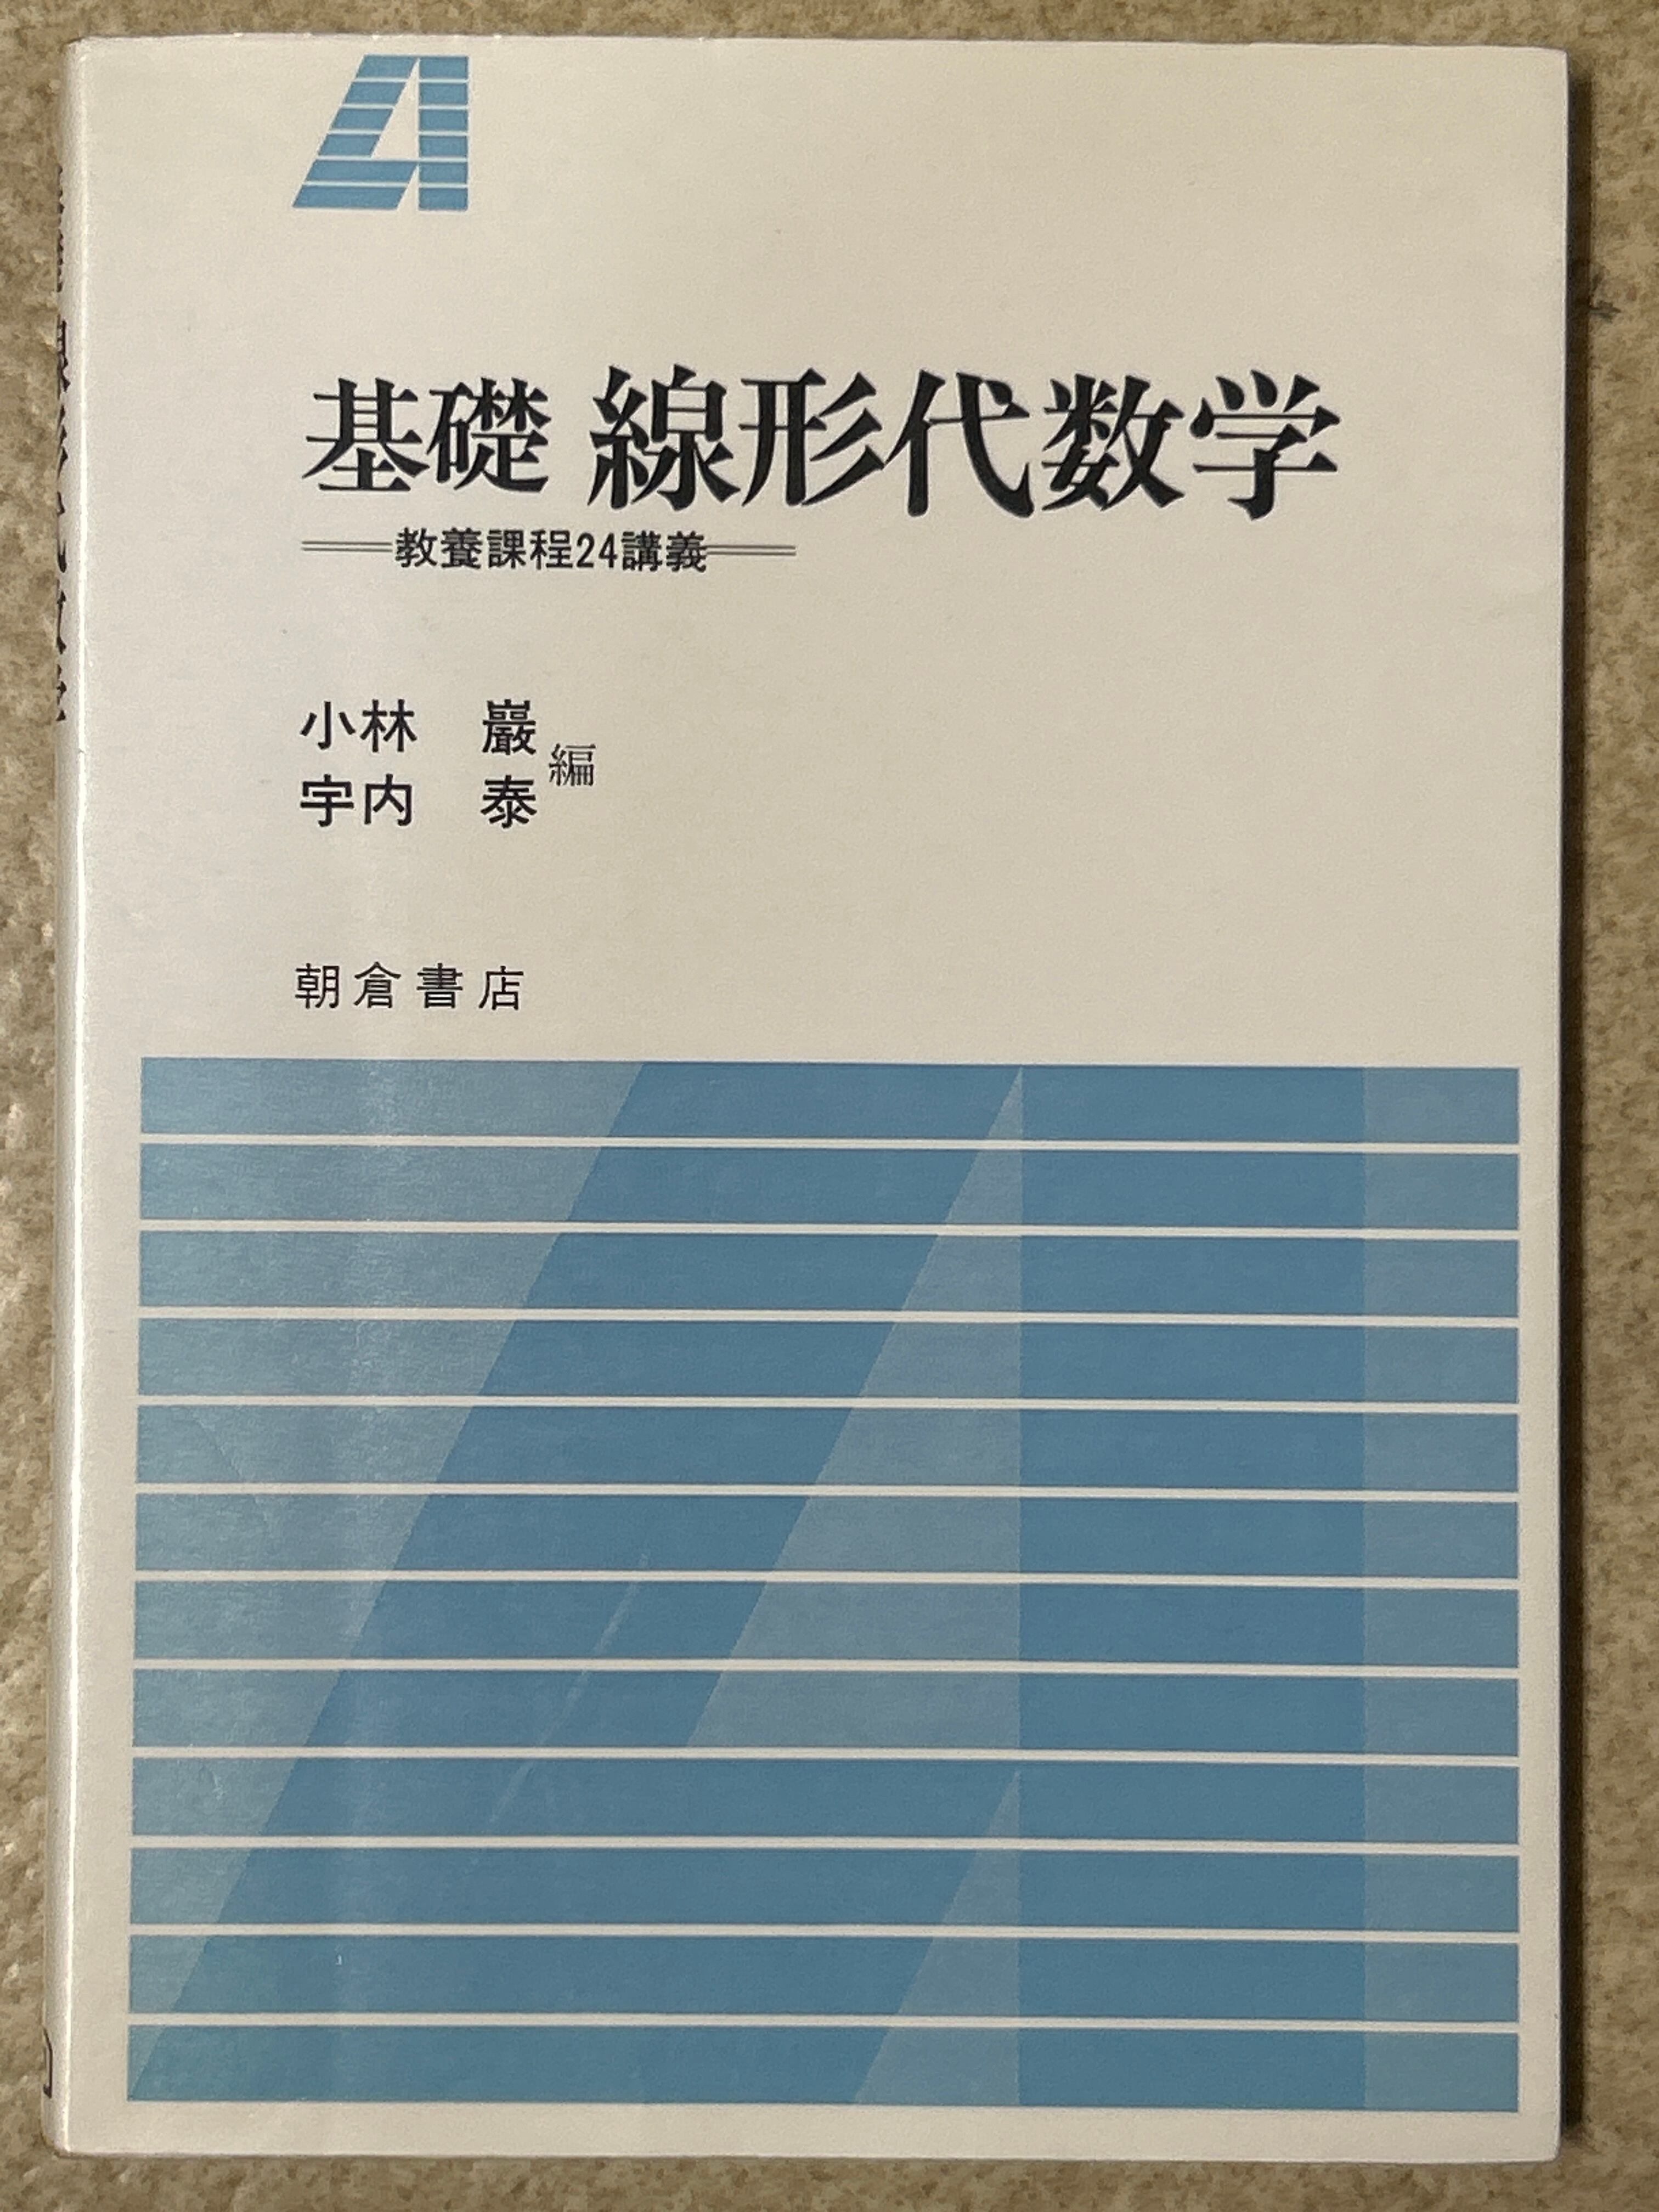 基礎 線形代数学
教養課程24講義
小林 巖
宇内 泰
編
朝倉書店